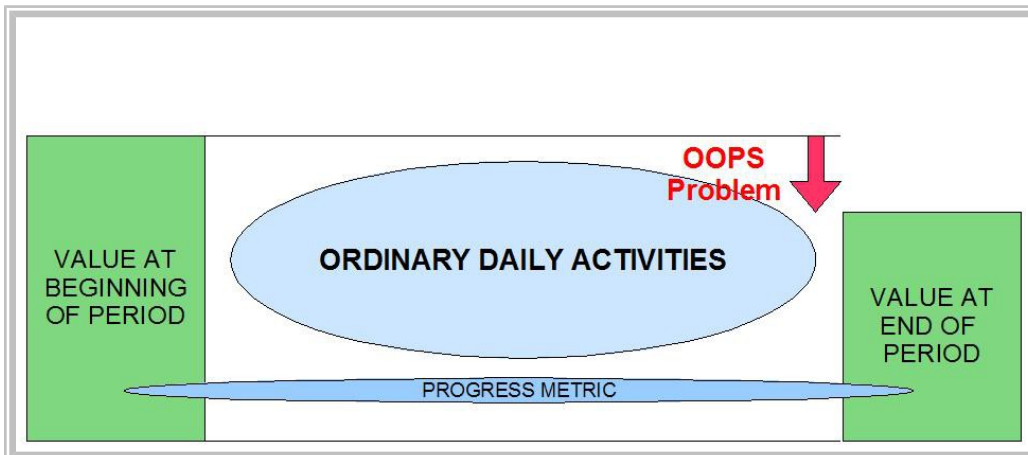 OOPS
Problem
ORDINARY DAILY ACTIVITIES
VALUE AT
BEGINNING
OF PERIOD
VALUE AT
END OF
PERIOD
PROGRESS METRIC